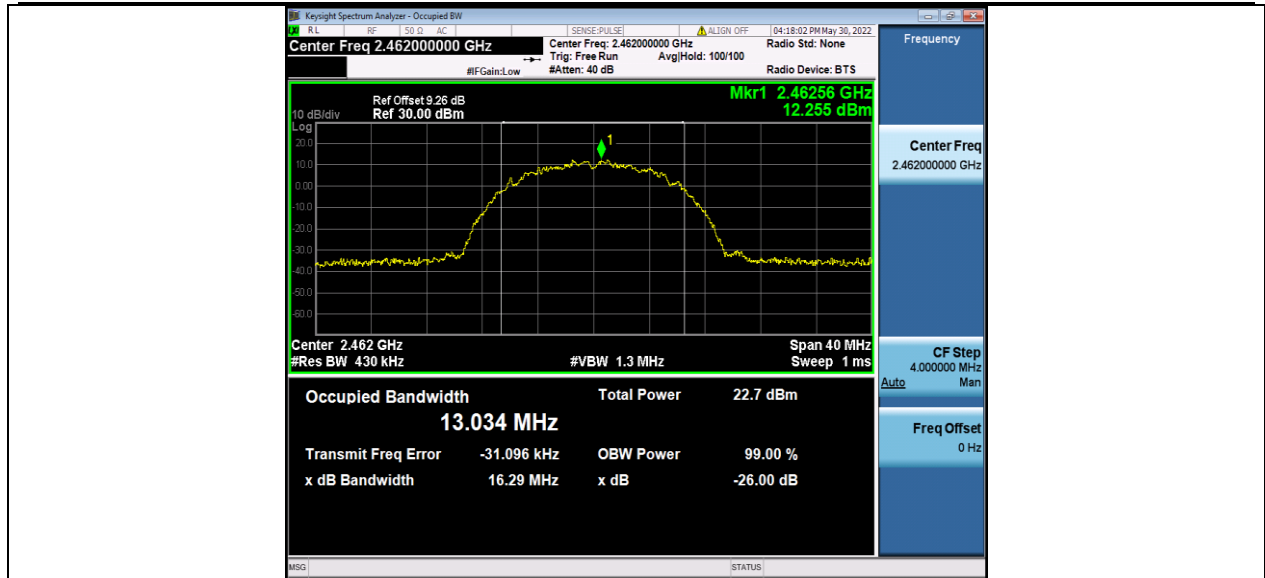 Keysight Spectrum Analyzer - Occupied BW
RL RF 50 Ω AC SENSE:PULSE ALIGN OFF 04:18:02 PM May 30, 2022
Center Freq 2.462000000 GHz
Center Freq: 2.462000000 GHz Radio Std: None
Trig: Free Run Avg|Hold: 100/100
#IFGain:Low #Atten: 40 dB Radio Device: BTS
Frequency
Ref Offset 9.26 dB
10 dB/div Ref 30.00 dBm
Mkr1 2.46256 GHz
12.255 dBm
Log
20.0
10.0
0.00
-10.0
-20.0
-30.0
-40.0
-50.0
-60.0
1
Center 2.462 GHz Span 40 MHz
#Res BW 430 kHz #VBW 1.3 MHz Sweep 1 ms
Occupied Bandwidth Total Power 22.7 dBm
13.034 MHz
Transmit Freq Error -31.096 kHz OBW Power 99.00 %
x dB Bandwidth 16.29 MHz x dB -26.00 dB
Center Freq
2.462000000 GHz
CF Step
4.000000 MHz
Auto Man
Freq Offset
0 Hz
MSG STATUS